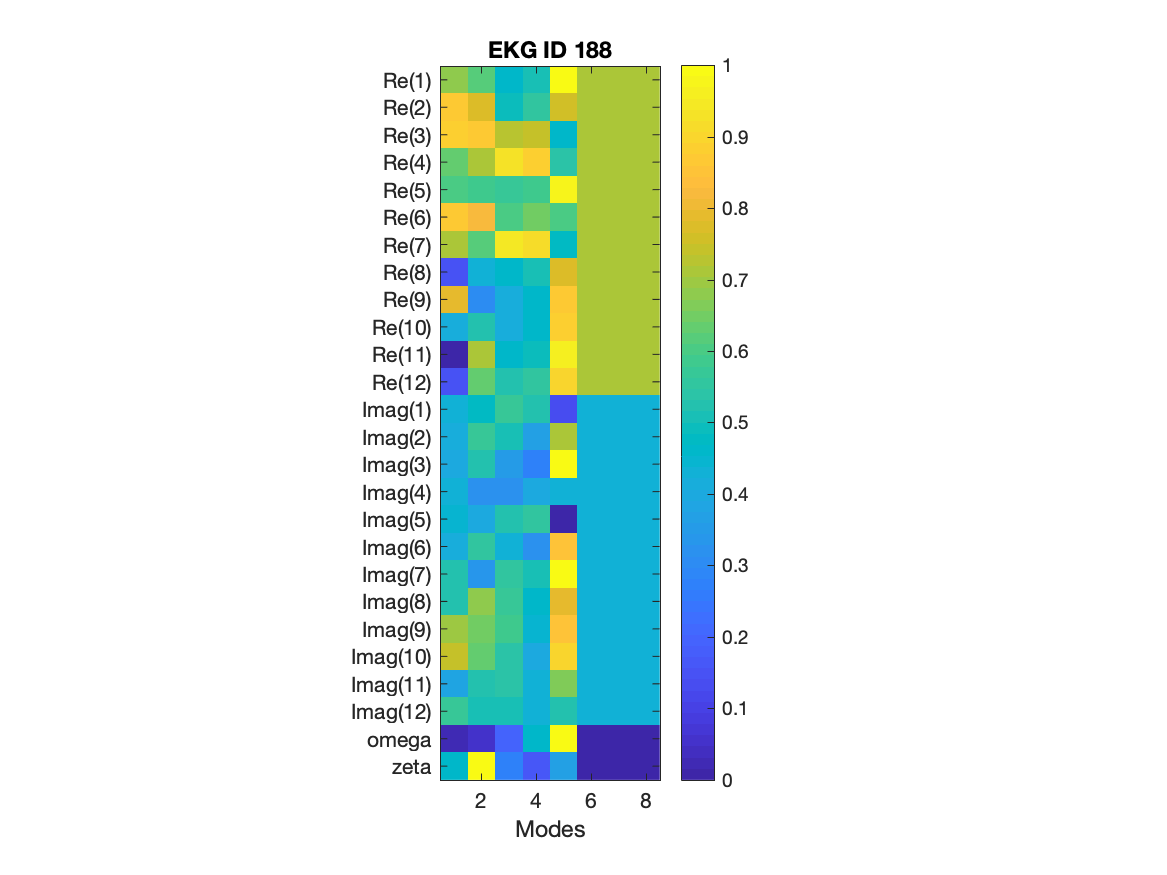 EKG ID 188
Re(1)
Re(2)
Re(3)
Re(4)
Re(5)
Re(6)
Re(7)
Re(8)
Re(9)
Re(10)
Re(11)
Re(12)
Imag(1)
Imag(2)
Imag(3)
Imag(4)
Imag(5)
Imag(6)
Imag(7)
Imag(8)
Imag(9)
Imag(10)
Imag(11)
Imag(12)
omega
zeta
2 4 6 8
Modes
1
0.9
0.8
0.7
0.6
0.5
0.4
0.3
0.2
0.1
0